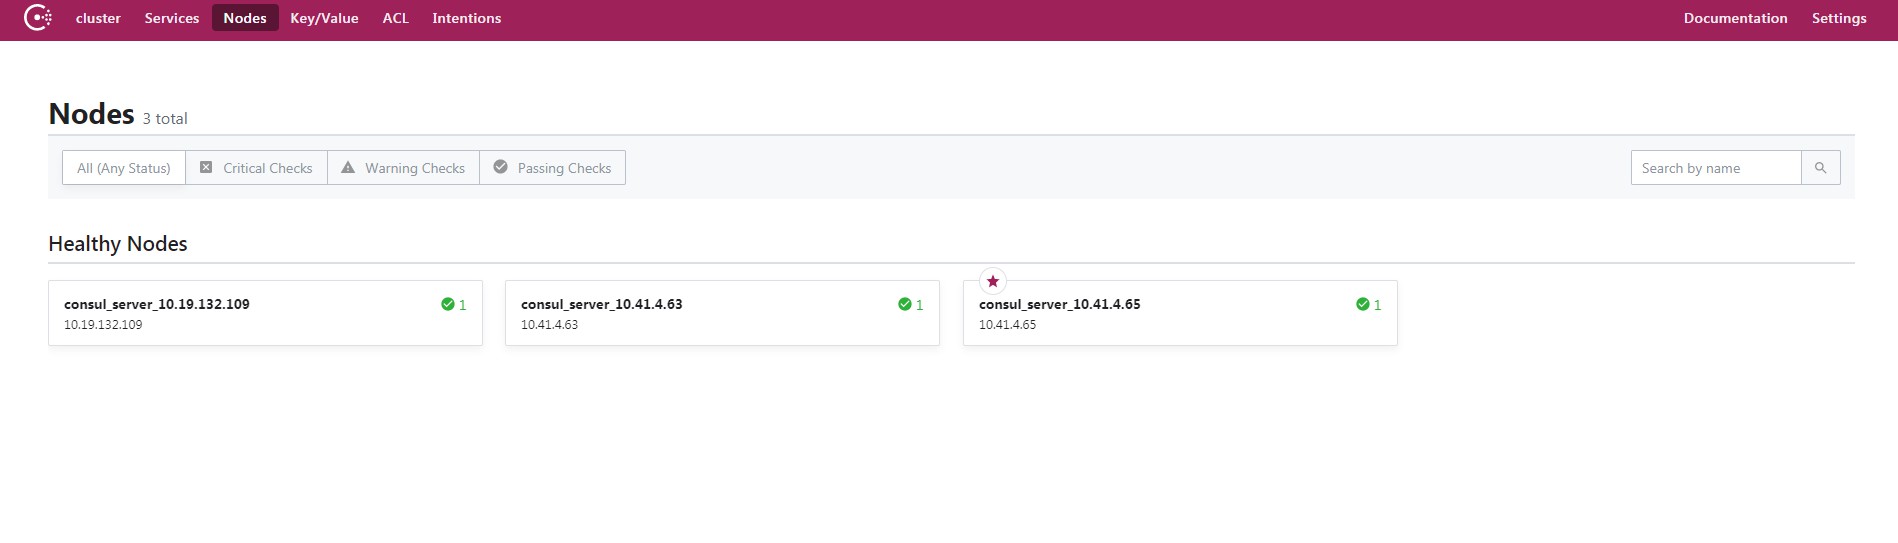 cluster Services Nodes Key/Value ACL Intentions Documentation Settings
Nodes 3 total
All (Any Status) Critical Checks Warning Checks Passing Checks Search by name
Healthy Nodes
consul_server_10.19.132.109 1
10.19.132.109
consul_server_10.41.4.63 1
10.41.4.63
consul_server_10.41.4.65 1
10.41.4.65